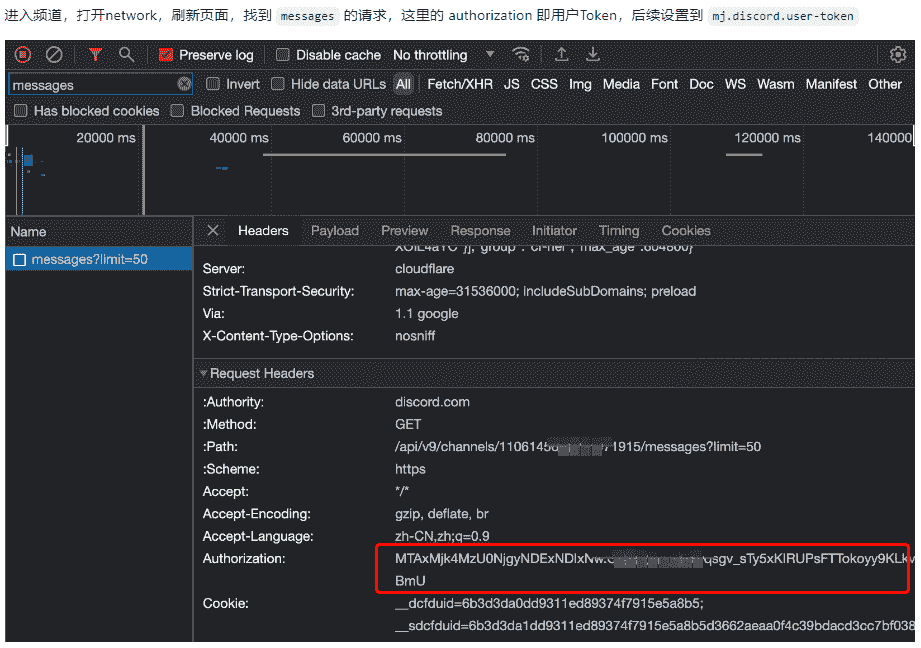 进入频道，打开network，刷新页面，找到 messages 的请求，这里的 authorization 即用户Token，后续设置到 mj.discord.user-token
Preserve log Disable cache No throttling
messages Invert Hide data URLs All Fetch/XHR JS CSS Img Media Font Doc WS Wasm Manifest Other
Has blocked cookies Blocked Requests 3rd-party requests
20000 ms 40000 ms 60000 ms 80000 ms 100000 ms 120000 ms 140000
Name Headers Payload Preview Response Initiator Timing Cookies
messages?limit=50
Server: cloudflare
Strict-Transport-Security: max-age=31536000; includeSubDomains; preload
Via: 1.1 google
X-Content-Type-Options: nosniff
Request Headers
:Authority: discord.com
:Method: GET
:Path: /api/v9/channels/1106145 1915/messages?limit=50
:Scheme: https
Accept: */*
Accept-Encoding: gzip, deflate, br
Accept-Language: zh-CN,zh;q=0.9
Authorization:
BmU
Cookie: __dcfduid=6b3d3da0dd9311ed89374f7915e5a8b5;
__sdcfduid=6b3d3da1dd9311ed89374f7915e5a8b5d3662aeaa0f4c39bdacd3cc7bf038